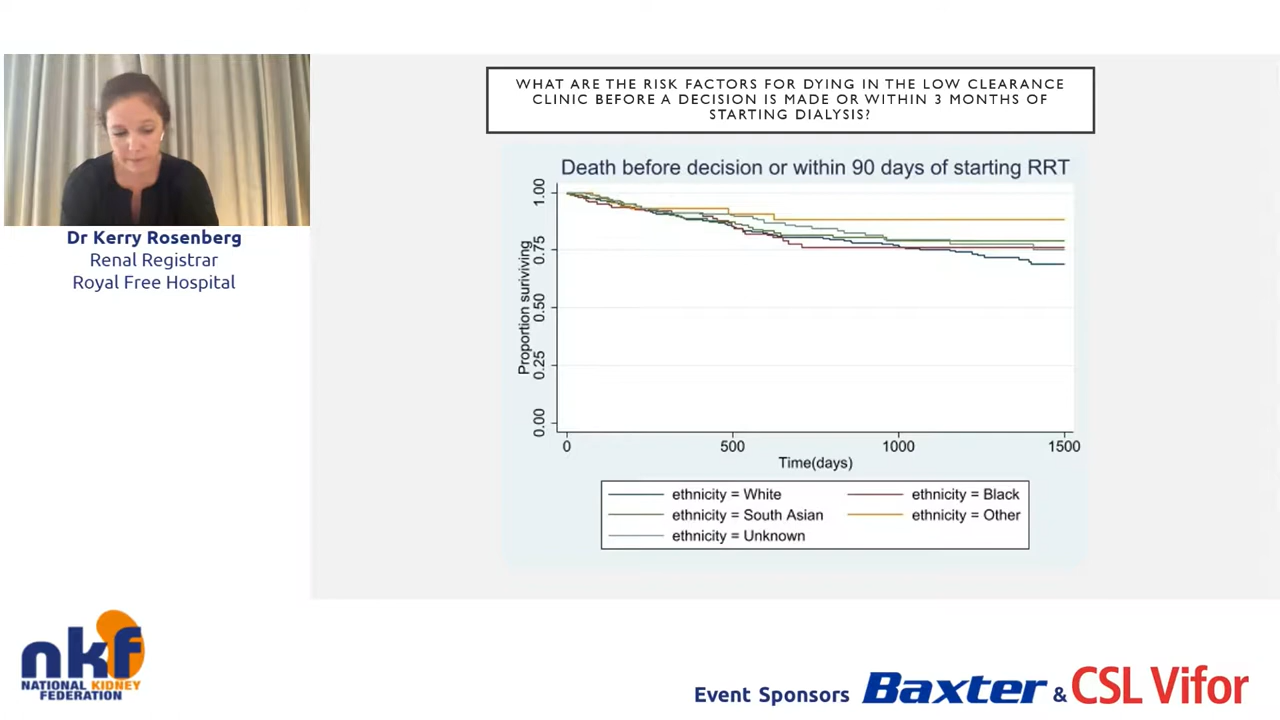 WHAT ARE THE RISK FACTORS FOR DYING IN THE LOW CLEARANCE
CLINIC BEFORE A DECISION IS MADE OR WITHIN 3 MONTHS OF
STARTING DIALYSIS?
Dr Kerry Rosenberg
Renal Registrar
Royal Free Hospital
Death before decision or within 90 days of starting RRT
Proportion suriviving
1.00
0.75
0.50
0.25
0.00
0 500 1000 1500
Time(days)
ethnicity = White ethnicity = Black
ethnicity = South Asian ethnicity = Other
ethnicity = Unknown
nkf
NATIONAL KIDNEY
FEDERATION
Event Sponsors Baxter & CSL Vifor